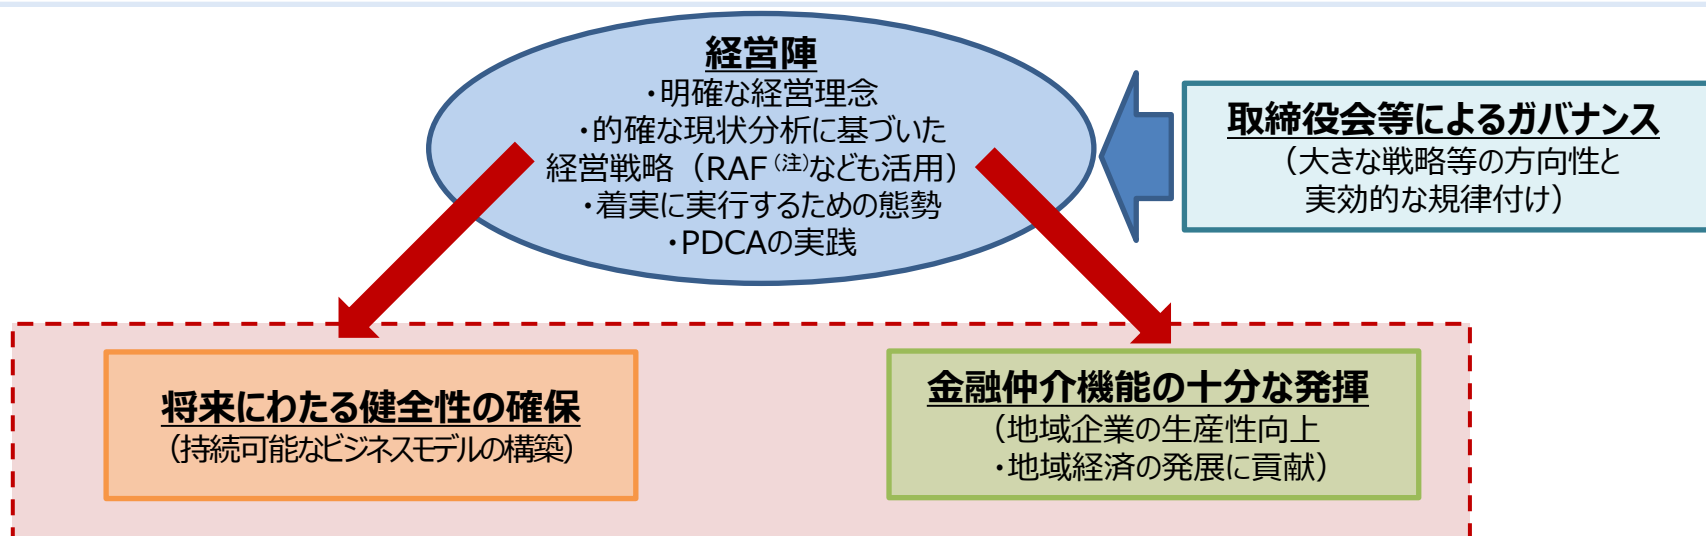 経営陣
・明確な経営理念
・的確な現状分析に基づいた
経営戦略（RAF（注）なども活用）
・着実に実行するための態勢
・PDCAの実践
取締役会等によるガバナンス
（大きな戦略等の方向性と
実効的な規律付け）
将来にわたる健全性の確保
（持続可能なビジネスモデルの構築）
金融仲介機能の十分な発揮
（地域企業の生産性向上
・地域経済の発展に貢献）